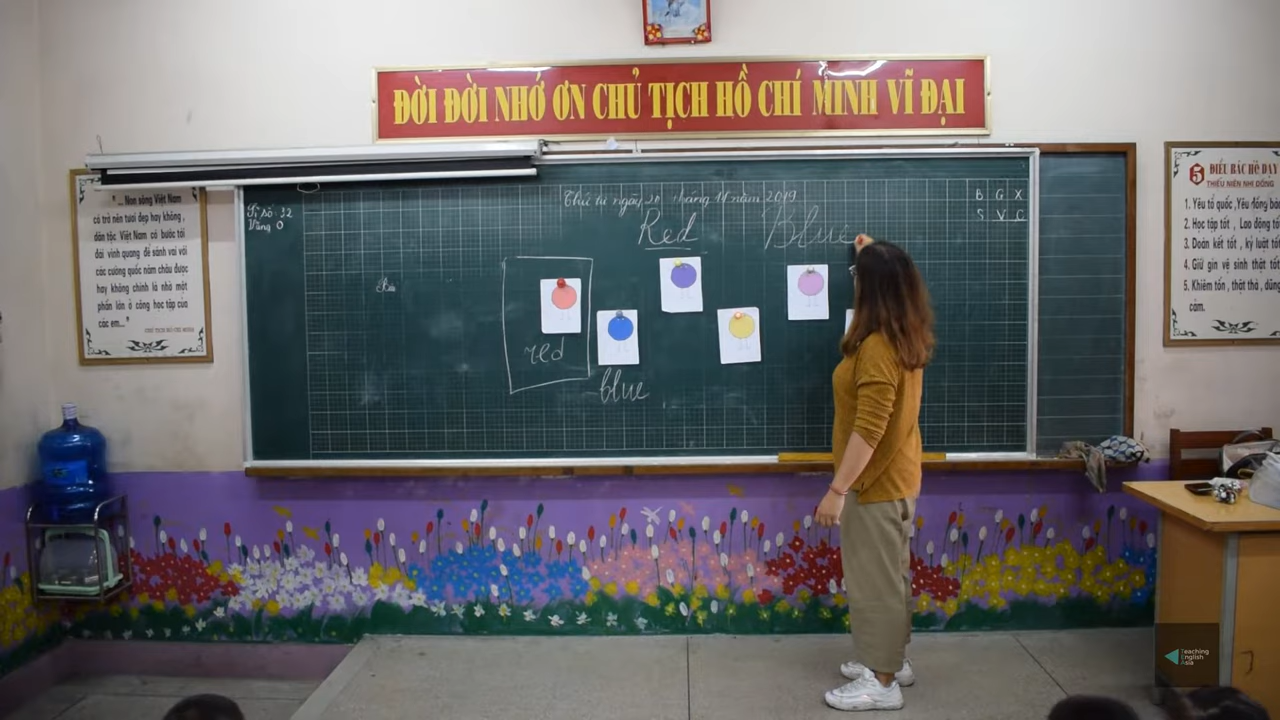 ĐỜI ĐỜI NHỚ ƠN CHỦ TỊCH HỒ CHÍ MINH VĨ ĐẠI
"... Non sông Việt Nam
có trở nên tươi đẹp hay không,
dân tộc Việt Nam có bước tới
đài vinh quang để sánh vai với
các cường quốc năm châu được
hay không chính là nhờ một
phần lớn ở công học tập của
các em..."
CHỦ TỊCH HỒ CHÍ MINH
Sĩ số: 32
Vắng 0
Thứ tư ngày 20 tháng 11 năm 2019
Red
Blue
B G X
S V C
red
blue
5 ĐIỀU BÁC HỒ DẠY
THIẾU NIÊN NHI ĐỒNG
1. Yêu tổ quốc, Yêu đồng bào
2. Học tập tốt, Lao động
3. Đoàn kết tốt, kỷ luật
4. Giữ gìn vệ sinh thật tốt
5. Khiêm tốn, thật thà, dũng
cảm.
Teaching
English
Asia